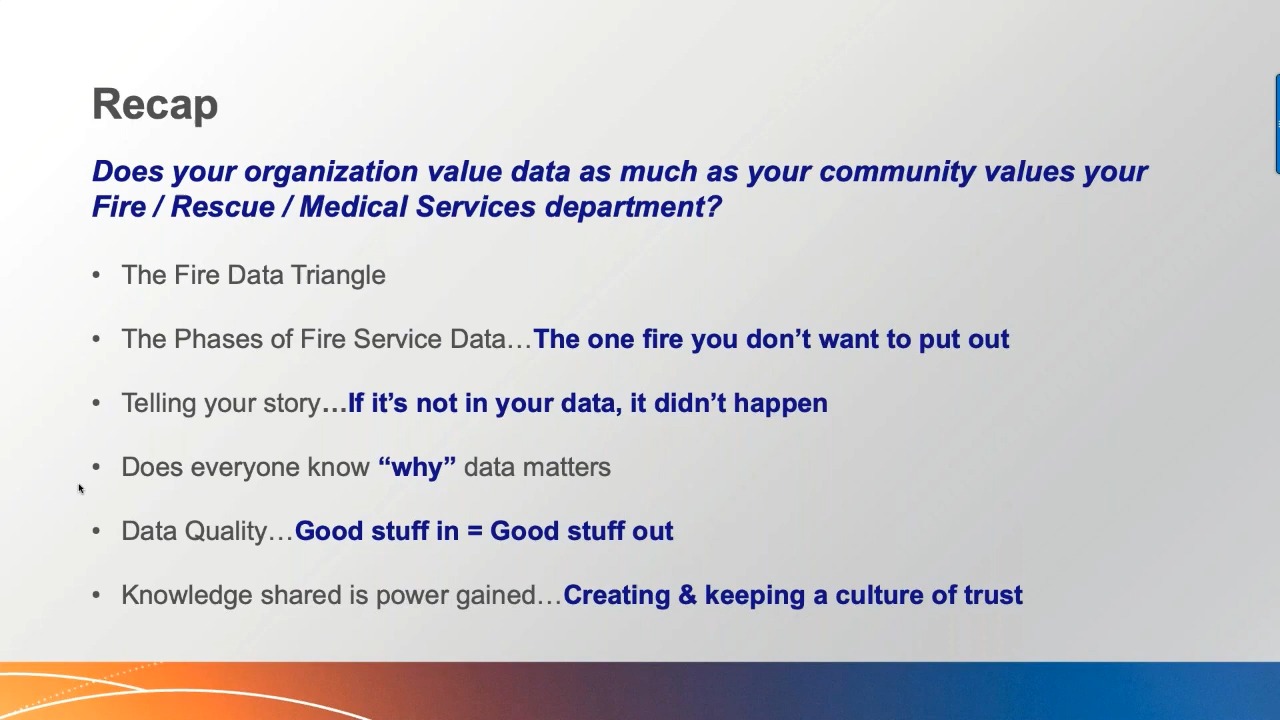 Recap
Does your organization value data as much as your community values your
Fire / Rescue / Medical Services department?
• The Fire Data Triangle
• The Phases of Fire Service Data…The one fire you don’t want to put out
• Telling your story…If it’s not in your data, it didn’t happen
• Does everyone know “why” data matters
• Data Quality…Good stuff in = Good stuff out
• Knowledge shared is power gained…Creating & keeping a culture of trust